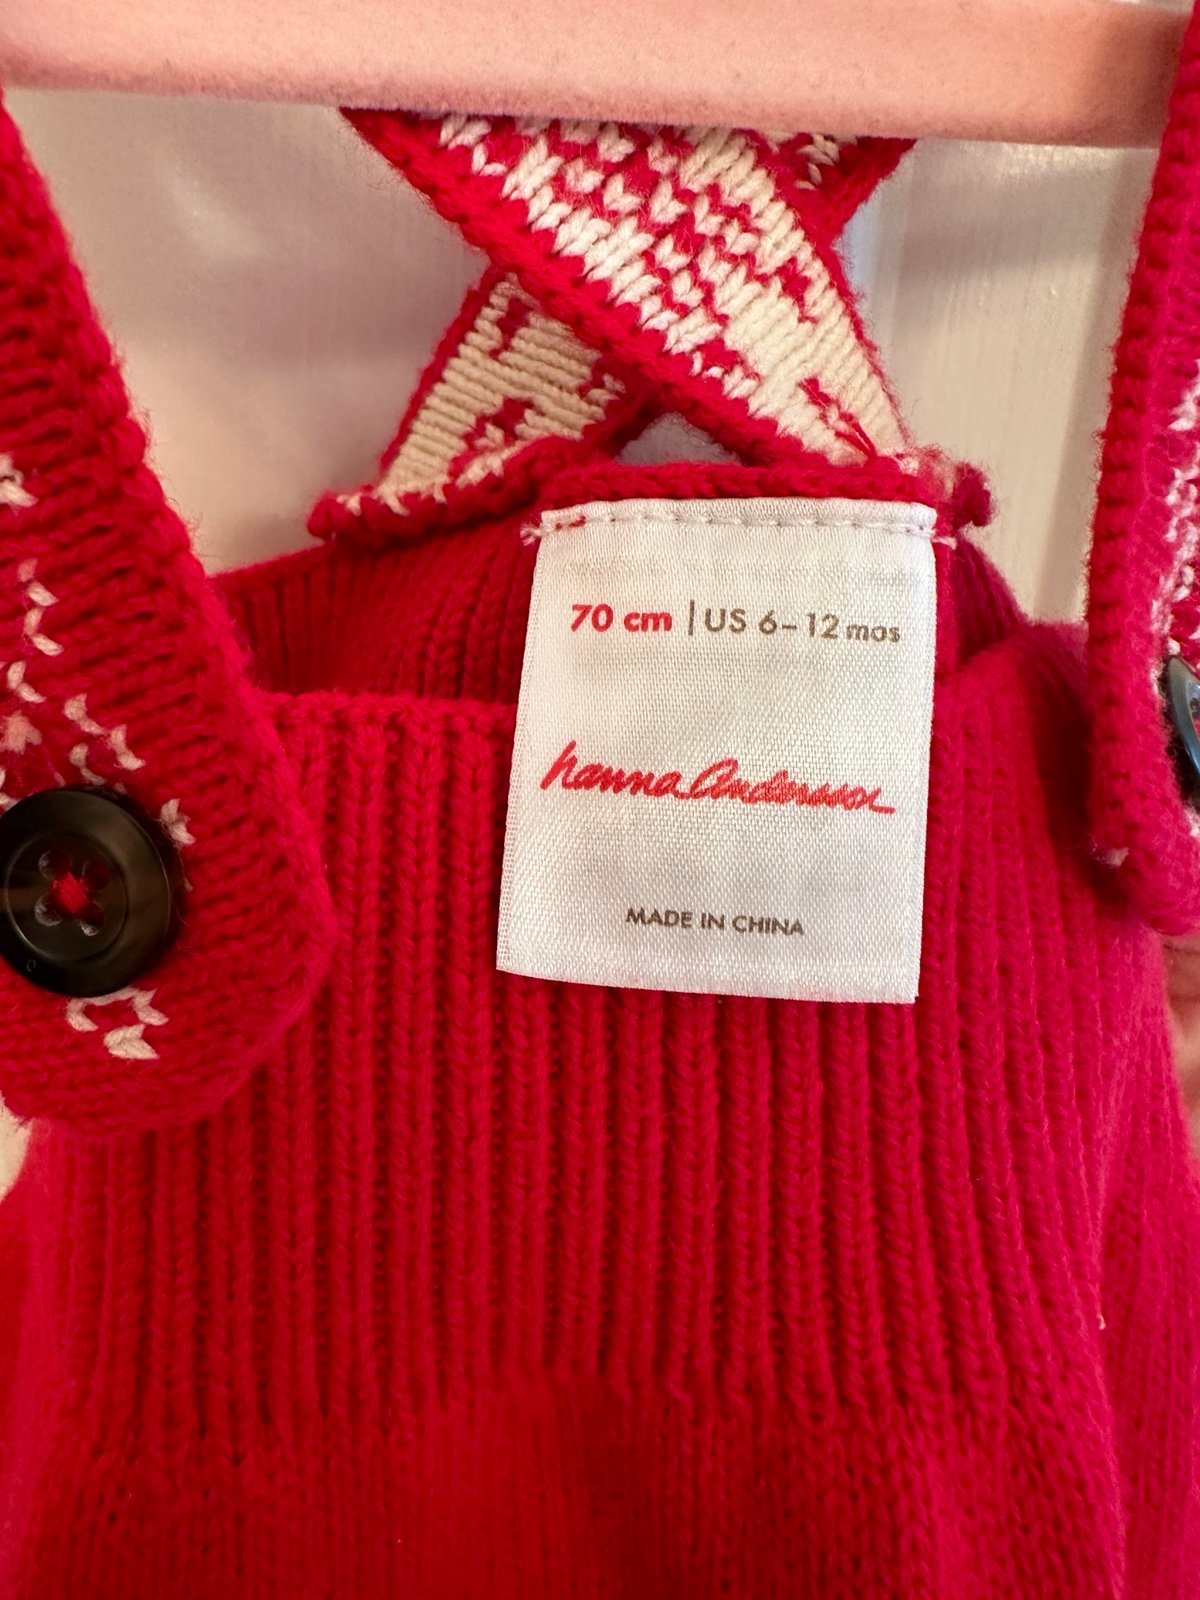 70 cm | US 6-12 mos
hanna Andersson
MADE IN CHINA